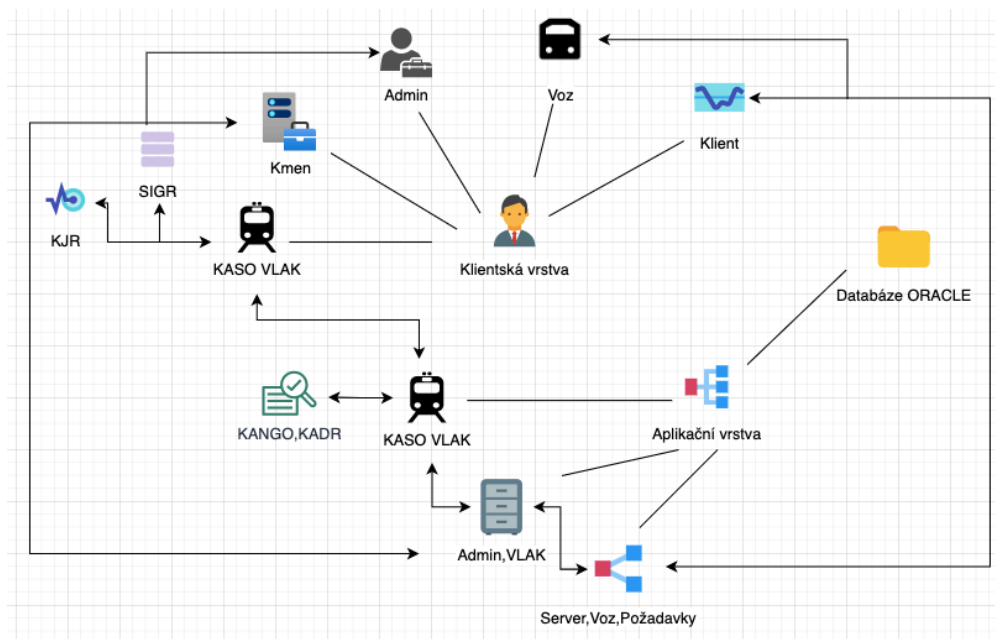 Admin
Voz
Klient
Kmen
SIGR
KJR
KASO VLAK
Klientská vrstva
Databáze ORACLE
KANGO,KADR
KASO VLAK
Aplikační vrstva
Admin,VLAK
Server,Voz,Požadavky